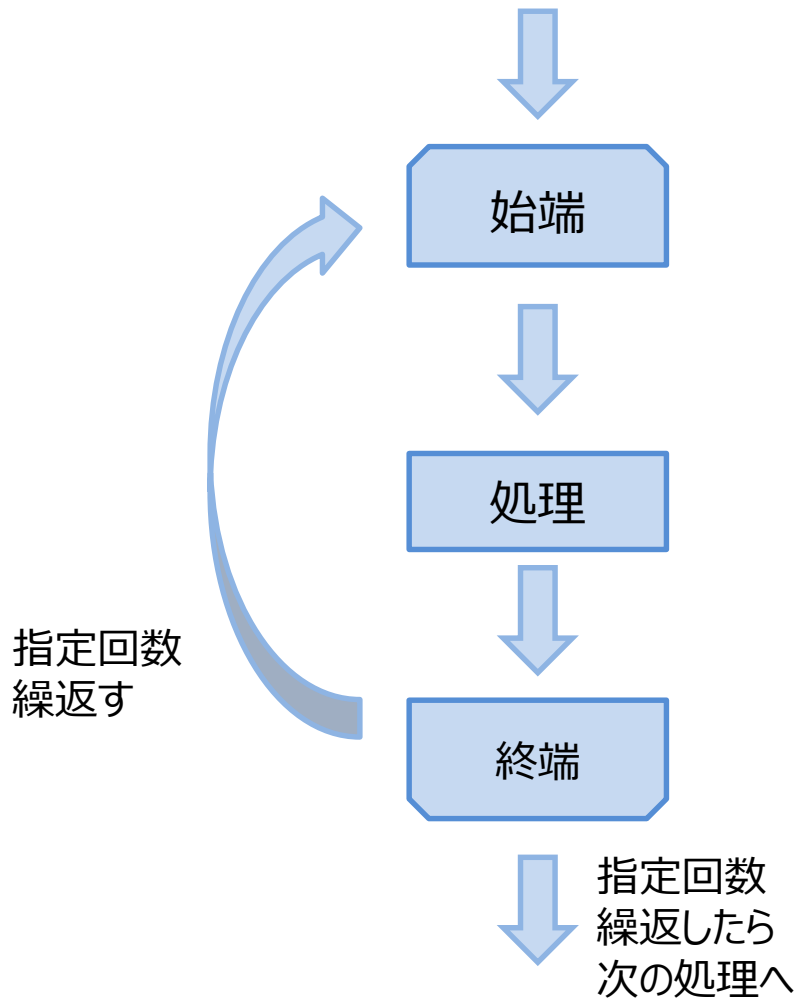 始端
処理
指定回数
繰返す
終端
指定回数
繰返したら
次の処理へ